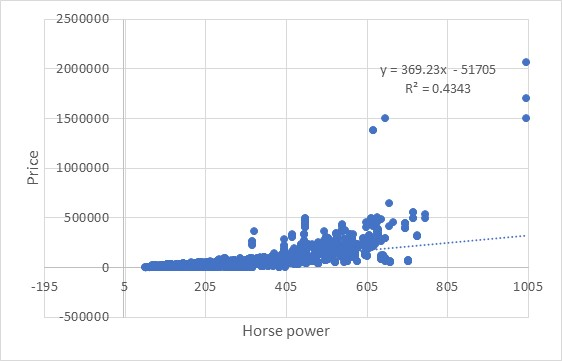 2500000
2000000
y = 369.23x - 51705
R² = 0.4343
1500000
Price
1000000
500000
0
-195 5 205 405 605 805 1005
-500000
Horse power